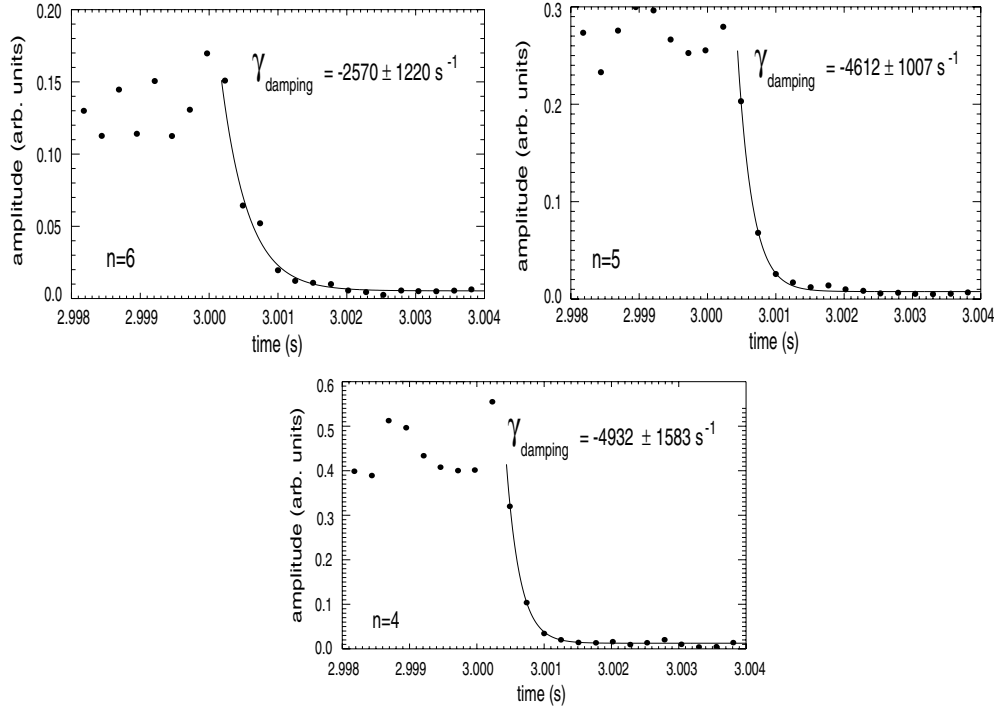 0.20
0.15
0.10
0.05
0.0
amplitude (arb. units)
γdamping = -2570 ± 1220 s-1
n=6
2.998 2.999 3.000 3.001 3.002 3.003 3.004
time (s)
0.3
0.2
0.1
0.0
amplitude (arb. units)
γdamping = -4612 ± 1007 s-1
n=5
2.998 2.999 3.000 3.001 3.002 3.003 3.004
time (s)
0.6
0.5
0.4
0.3
0.2
0.1
0.0
amplitude (arb. units)
γdamping = -4932 ± 1583 s-1
n=4
2.998 2.999 3.000 3.001 3.002 3.003 3.004
time (s)